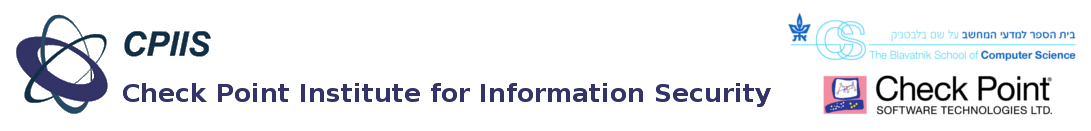 CPIIS
Check Point Institute for Information Security
CS
בית הספר למדעי המחשב על שם בלבטניק
The Blavatnik School of Computer Science
Check Point
SOFTWARE TECHNOLOGIES LTD.